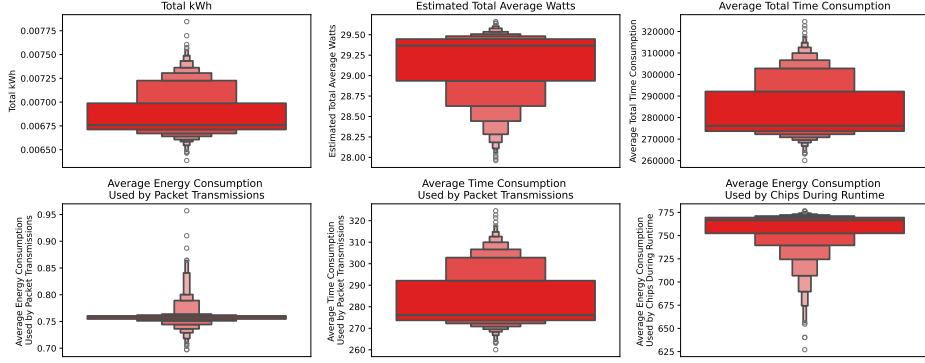 Total kWh
Estimated Total Average Watts
Average Total Time Consumption
Total kWh
0.00775
0.00750
0.00725
0.00700
0.00675
0.00650
Estimated Total Average Watts
29.50
29.25
29.00
28.75
28.50
28.25
28.00
Average Total Time Consumption
320000
310000
300000
290000
280000
270000
260000
Average Energy Consumption
Used by Packet Transmissions
Average Time Consumption
Used by Packet Transmissions
Average Energy Consumption
Used by Chips During Runtime
Average Energy Consumption
Used by Packet Transmissions
0.95
0.90
0.85
0.80
0.75
0.70
Average Time Consumption
Used by Packet Transmissions
320
310
300
290
280
270
260
Average Energy Consumption
Used by Chips During Runtime
775
750
725
700
675
650
625